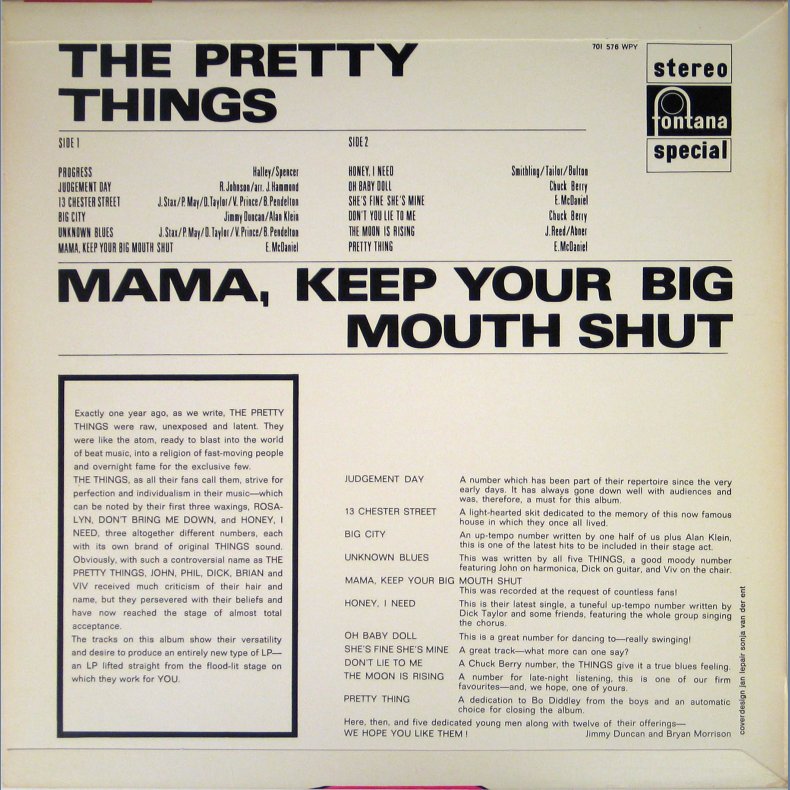 THE PRETTY
THINGS
701 576 WPY
stereo
fontana
special
SIDE 1
PROGRESS Halley/Spencer
JUDGEMENT DAY R.Johnson/arr. J.Hammond
13 CHESTER STREET J.Stax/P.May/D.Taylor/V.Prince/B.Pendelton
BIG CITY Jimmy Duncan/Alan Klein
UNKNOWN BLUES J.Stax/P.May/D.Taylor/V.Prince/B.Pendelton
MAMA, KEEP YOUR BIG MOUTH SHUT E.McDaniel
SIDE 2
HONEY, I NEED Smithling/Tailor/Bulton
OH BABY DOLL Chuck Berry
SHE'S FINE SHE'S MINE E.McDaniel
DON'T YOU LIE TO ME Chuck Berry
THE MOON IS RISING J.Reed/Abner
PRETTY THING E.McDaniel
MAMA, KEEP YOUR BIG
MOUTH SHUT
Exactly one year ago, as we write, THE PRETTY
THINGS were raw, unexposed and latent. They
were like the atom, ready to blast into the world
of beat music, into a religion of fast-moving people
and overnight fame for the exclusive few.
THE THINGS, as all their fans call them, strive for
perfection and individualism in their music—which
can be noted by their first three waxings, ROSA-
LYN, DON'T BRING ME DOWN, and HONEY, I
NEED, three altogether different numbers, each
with its own brand of original THINGS sound.
Obviously, with such a controversial name as THE
PRETTY THINGS, JOHN, PHIL, DICK, BRIAN and
VIV received much criticism of their hair and
name, but they persevered with their beliefs and
have now reached the stage of almost total
acceptance.
The tracks on this album show their versatility
and desire to produce an entirely new type of LP—
an LP lifted straight from the flood-lit stage on
which they work for YOU.
JUDGEMENT DAY A number which has been part of their repertoire since the very
early days. It has always gone down well with audiences and
was, therefore, a must for this album.
13 CHESTER STREET A light-hearted skit dedicated to the memory of this now famous
house in which they once all lived.
BIG CITY An up-tempo number written by one half of us plus Alan Klein,
this is one of the latest hits to be included in their stage act.
UNKNOWN BLUES This was written by all five THINGS, a good moody number
featuring John on harmonica, Dick on guitar, and Viv on the chair.
MAMA, KEEP YOUR BIG MOUTH SHUT
This was recorded at the request of countless fans!
HONEY, I NEED This is their latest single, a tuneful up-tempo number written by
Dick Taylor and some friends, featuring the whole group singing
the chorus.
OH BABY DOLL This is a great number for dancing to—really swinging!
SHE'S FINE SHE'S MINE A great track—what more can one say?
DON'T LIE TO ME A Chuck Berry number, the THINGS give it a true blues feeling.
THE MOON IS RISING A number for late-night listening, this is one of our firm
favourites—and, we hope, one of yours.
PRETTY THING A dedication to Bo Diddley from the boys and an automatic
choice for closing the album.
Here, then, and five dedicated young men along with twelve of their offerings—
WE HOPE YOU LIKE THEM ! Jimmy Duncan and Bryan Morrison
coverdesign jan lepair sonja van der ent